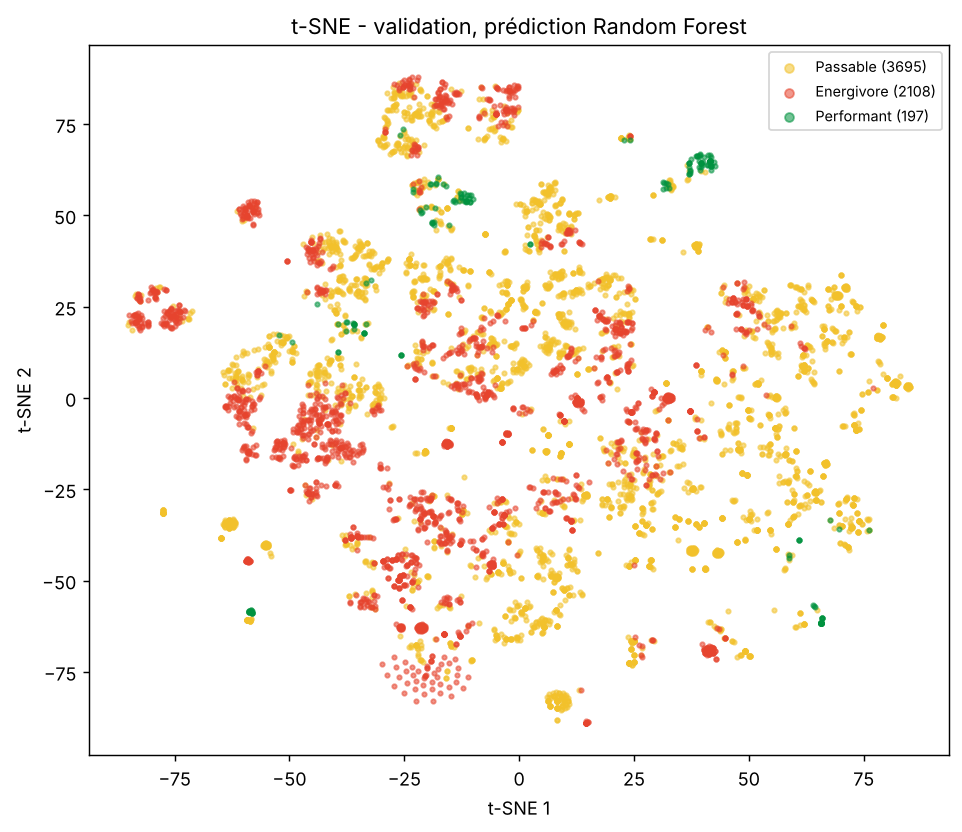 t-SNE - validation, prédiction Random Forest
Passable (3695)
Energivore (2108)
Performant (197)
75
50
25
0
−25
−50
−75
t-SNE 2
−75
−50
−25
0
25
50
75
t-SNE 1